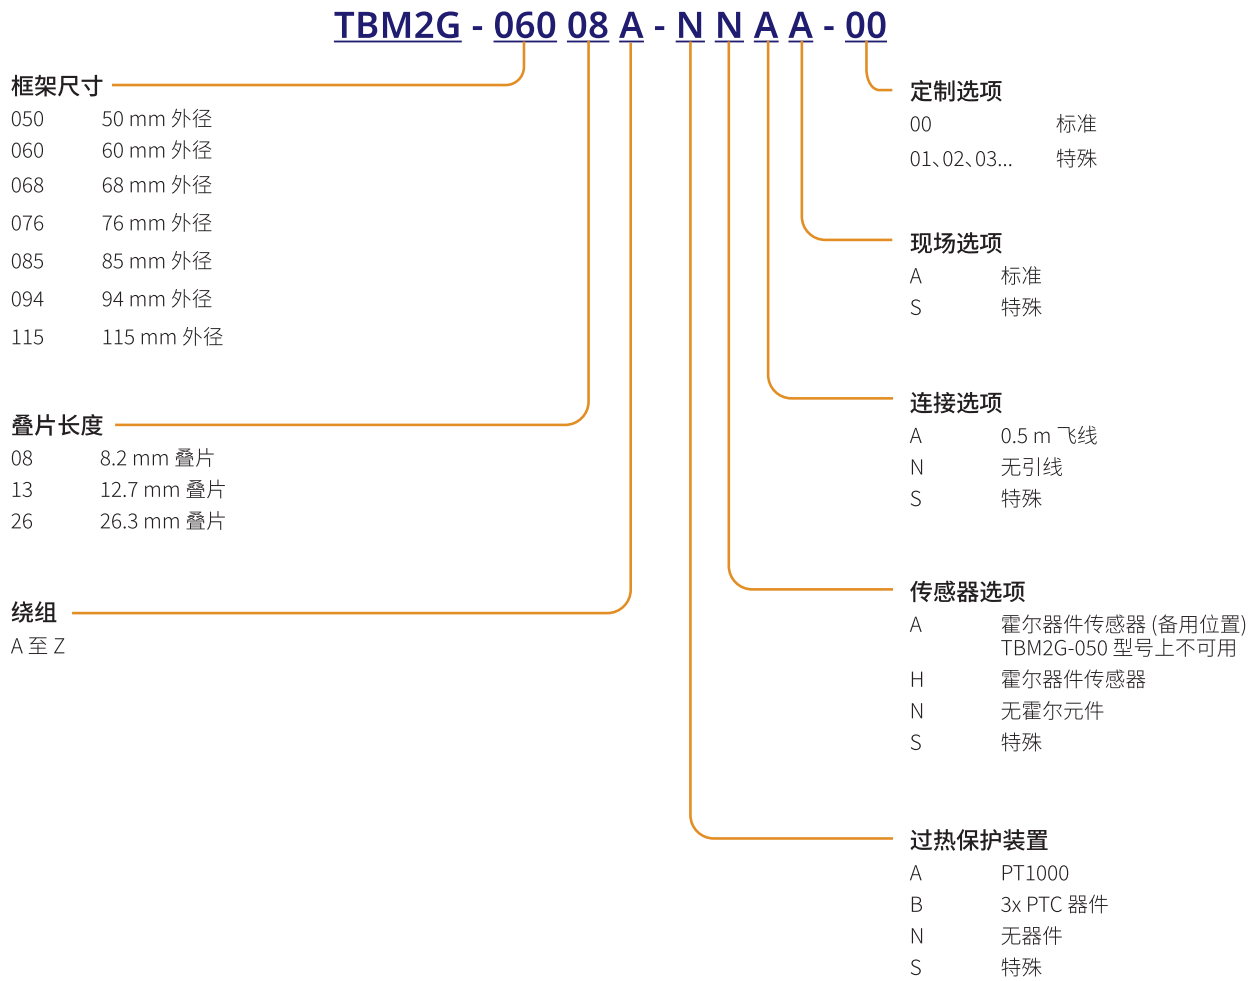 TBM2G - 060 08 A - N N A A - 00
框架尺寸
050 50 mm 外径
060 60 mm 外径
068 68 mm 外径
076 76 mm 外径
085 85 mm 外径
094 94 mm 外径
115 115 mm 外径
叠片长度
08 8.2 mm 叠片
13 12.7 mm 叠片
26 26.3 mm 叠片
绕组
A 至 Z
定制选项
00 标准
01、02、03... 特殊
现场选项
A 标准
S 特殊
连接选项
A 0.5 m 飞线
N 无引线
S 特殊
传感器选项
A 霍尔器件传感器 (备用位置)
TBM2G-050 型号上不可用
H 霍尔器件传感器
N 无霍尔元件
S 特殊
过热保护装置
A PT1000
B 3x PTC 器件
N 无器件
S 特殊